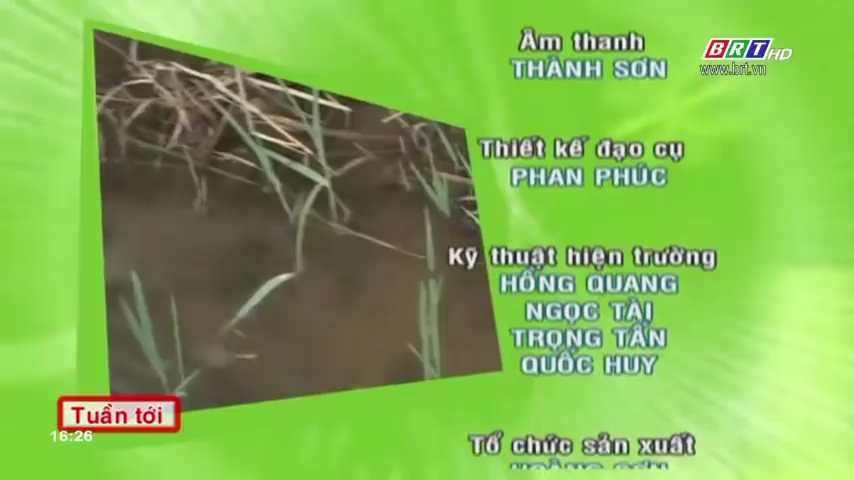 Âm thanh
THÀNH SƠN
BRT HD
www.brt.vn
Thiết kế đạo cụ
PHAN PHÚC
Kỹ thuật hiện trường
HỒNG QUANG
NGỌC TÀI
TRỌNG TẤN
QUỐC HUY
Tuần tới
16:26
Tổ chức sản xuất